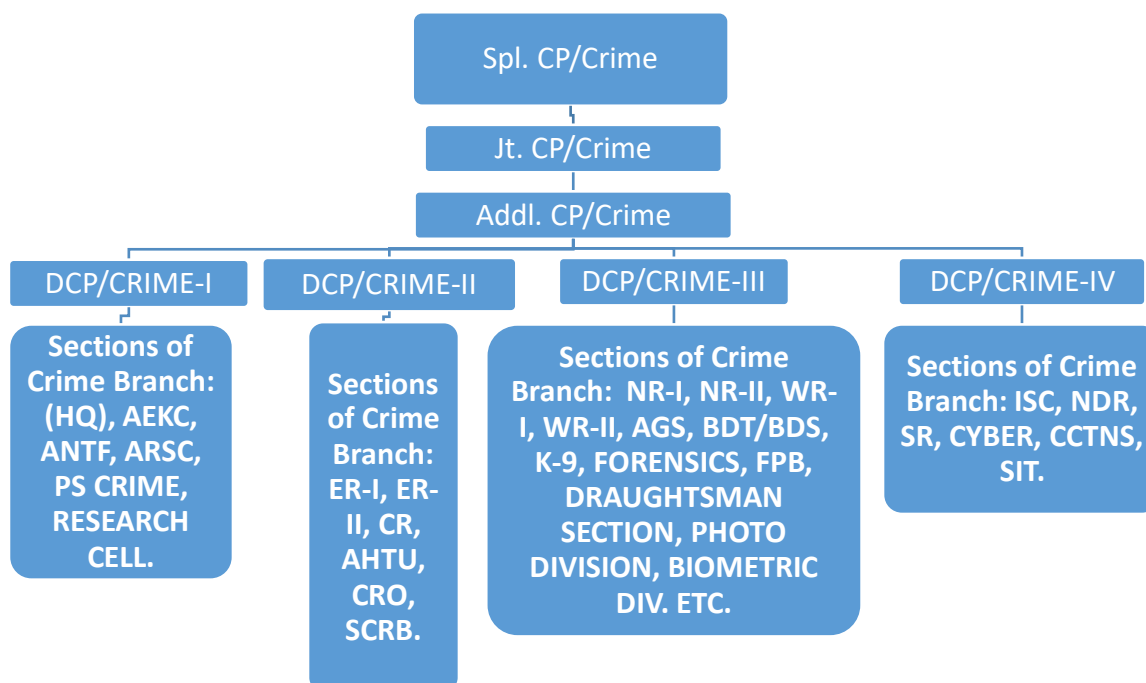 Spl. CP/Crime
Jt. CP/Crime
Addl. CP/Crime
DCP/CRIME-I
DCP/CRIME-II
DCP/CRIME-III
DCP/CRIME-IV
Sections of
Crime Branch:
(HQ), AEKC,
ANTF, ARSC,
PS CRIME,
RESEARCH
CELL.
Sections
of Crime
Branch:
ER-I, ER-
II, CR,
AHTU,
CRO,
SCRB.
Sections of Crime
Branch:  NR-I, NR-II, WR-
I, WR-II, AGS, BDT/BDS,
K-9, FORENSICS, FPB,
DRAUGHTSMAN
SECTION, PHOTO
DIVISION, BIOMETRIC
DIV. ETC.
Sections of Crime
Branch: ISC, NDR,
SR, CYBER, CCTNS,
SIT.